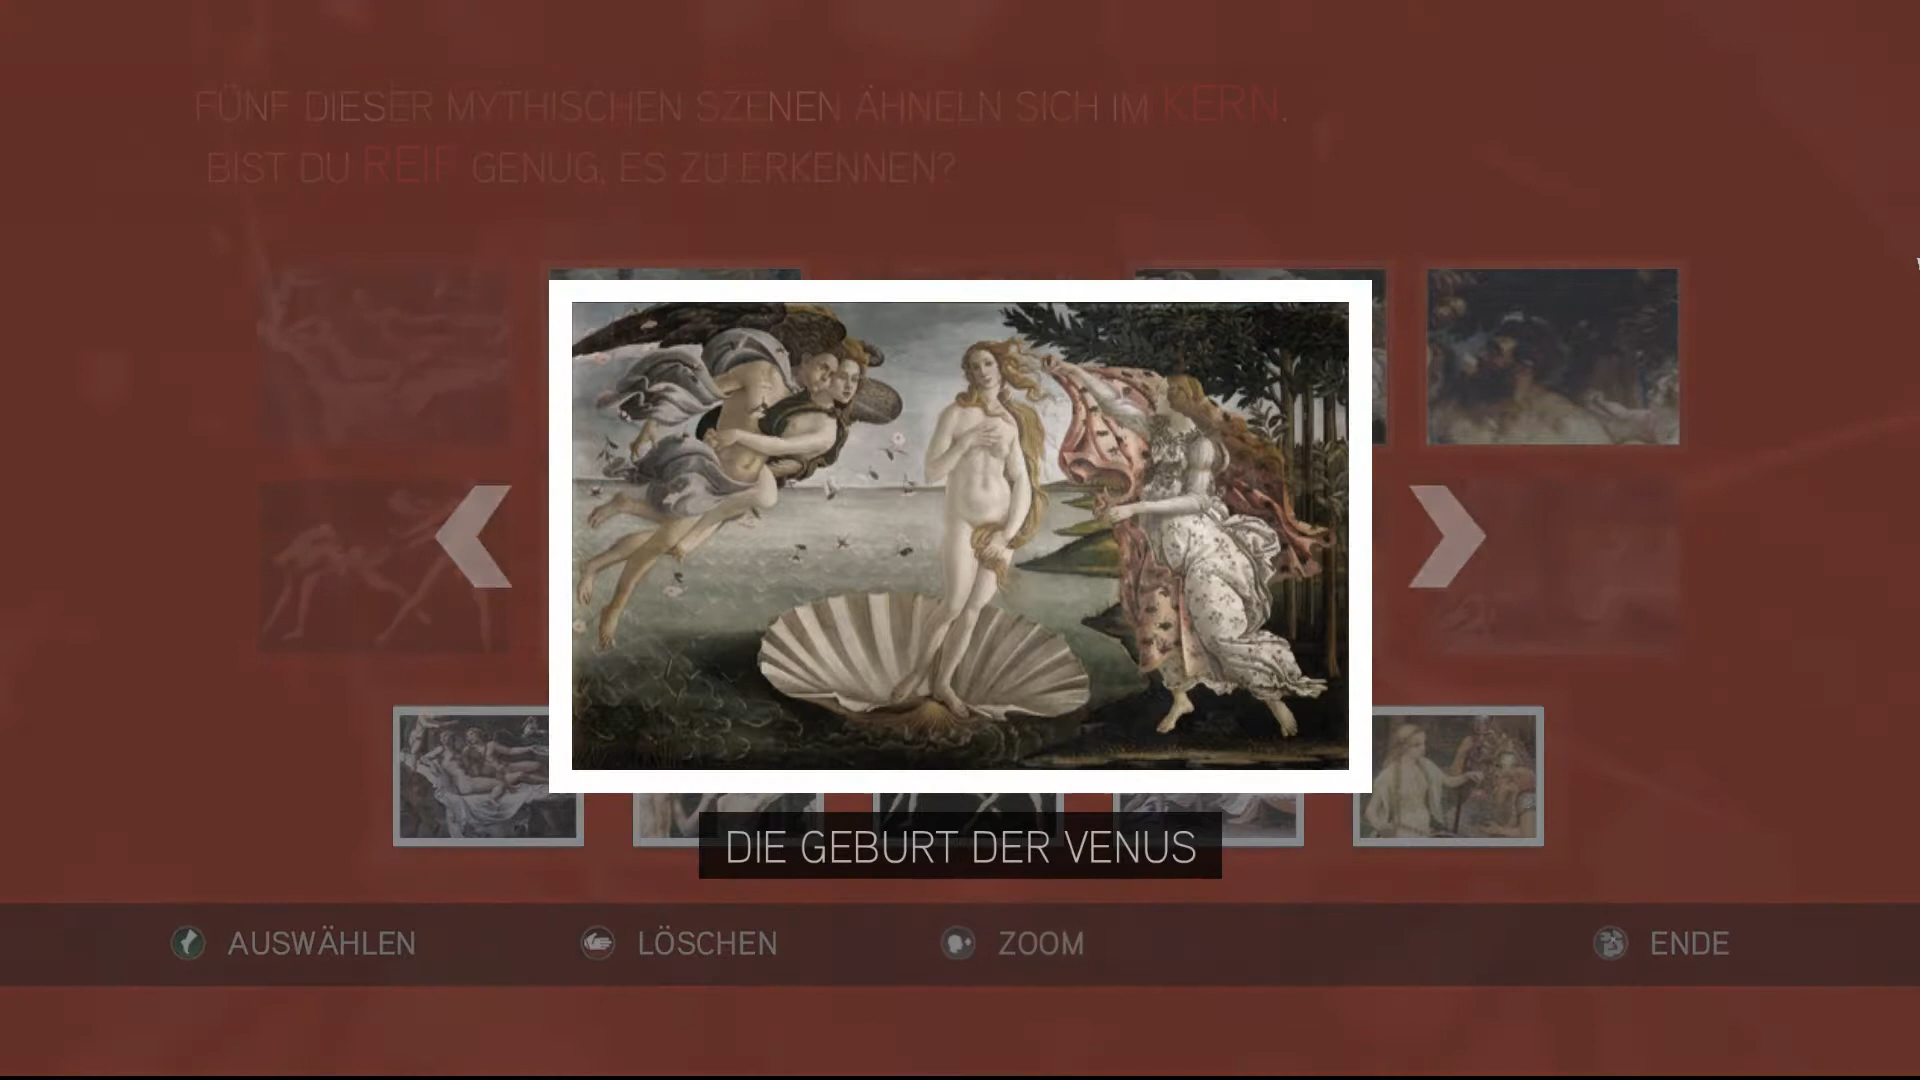 FÜNF DIESER MYTHISCHEN SZENEN ÄHNELN SICH IM KERN.
BIST DU REIF GENUG, ES ZU ERKENNEN?
DIE GEBURT DER VENUS
AUSWÄHLEN LÖSCHEN ZOOM ENDE